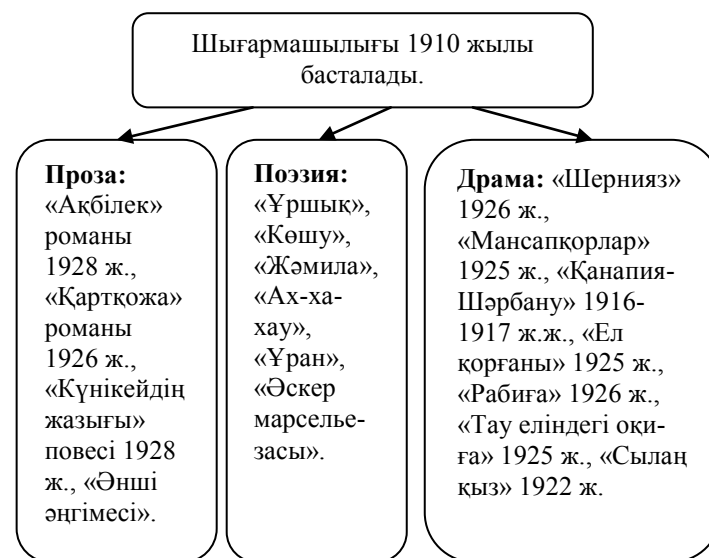 Шығармашылығы 1910 жылы
басталады.
Проза:
«Ақбілек»
романы
1928 ж.,
«Қартқожа»
романы
1926 ж.,
«Күнікейдің
жазығы»
повесі 1928
ж., «Әнші
әңгімесі».
Поэзия:
«Ұршық»,
«Көшу»,
«Жәмила»,
«Ах-ха-
хау»,
«Ұран»,
«Әскер
марселье-
засы».
Драма: «Шернияз»
1926 ж.,
«Мансапқорлар»
1925 ж., «Қанапия-
Шәрбану» 1916-
1917 ж.ж., «Ел
қорғаны» 1925 ж.,
«Рабиға» 1926 ж.,
«Тау еліндегі оқи-
ға» 1925 ж., «Сылаң
қыз» 1922 ж.